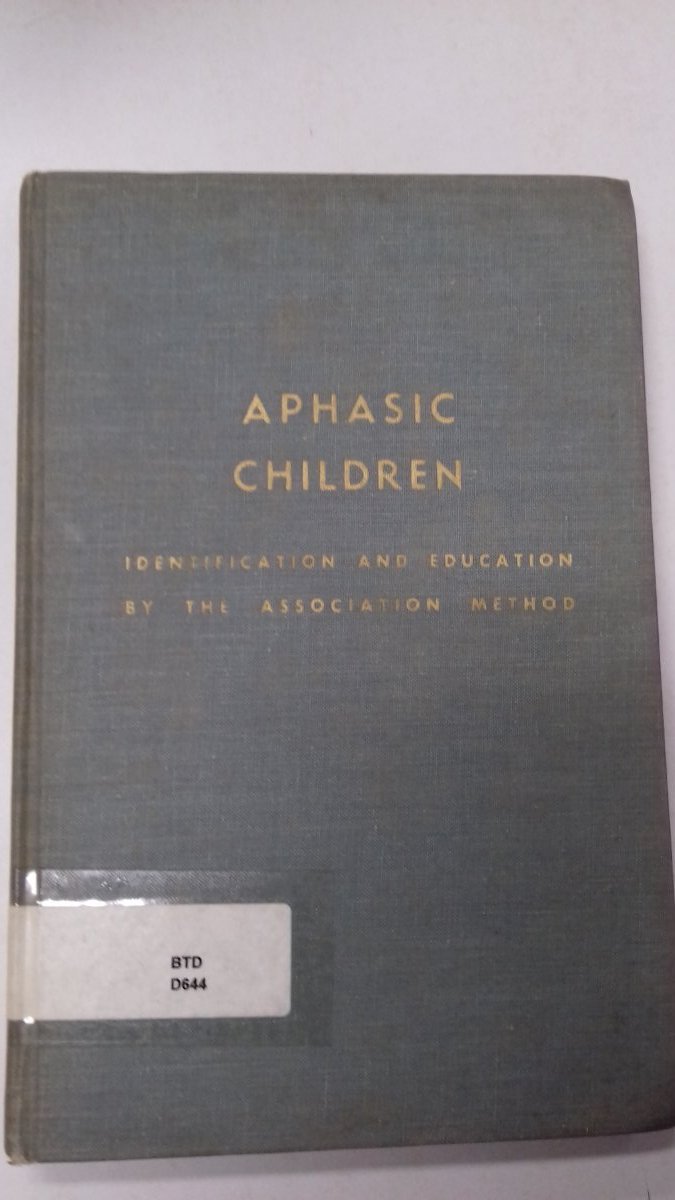 APHASIC
CHILDREN
IDENTIFICATION AND EDUCATION
BY THE ASSOCIATION METHOD
BTD
D644